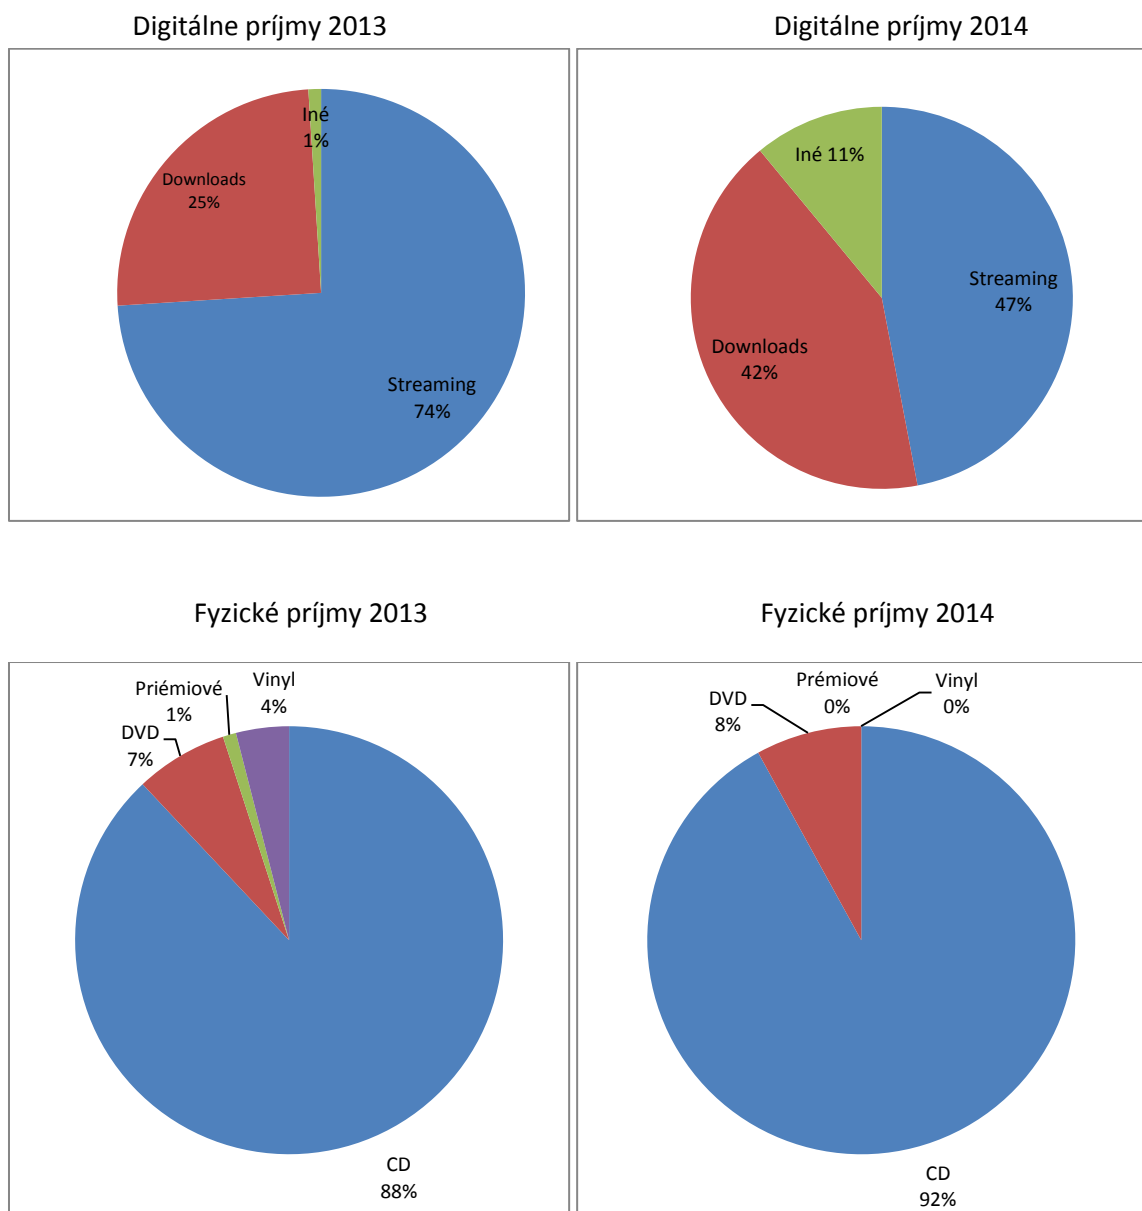 Digitálne príjmy 2013
Digitálne príjmy 2014
Iné
1%
Downloads
25%
Streaming
74%
Iné 11%
Streaming
47%
Downloads
42%
Fyzické príjmy 2013
Fyzické príjmy 2014
Vinyl
4%
Priémiové
1%
DVD
7%
CD
88%
Prémiové
0%
Vinyl
0%
DVD
8%
CD
92%